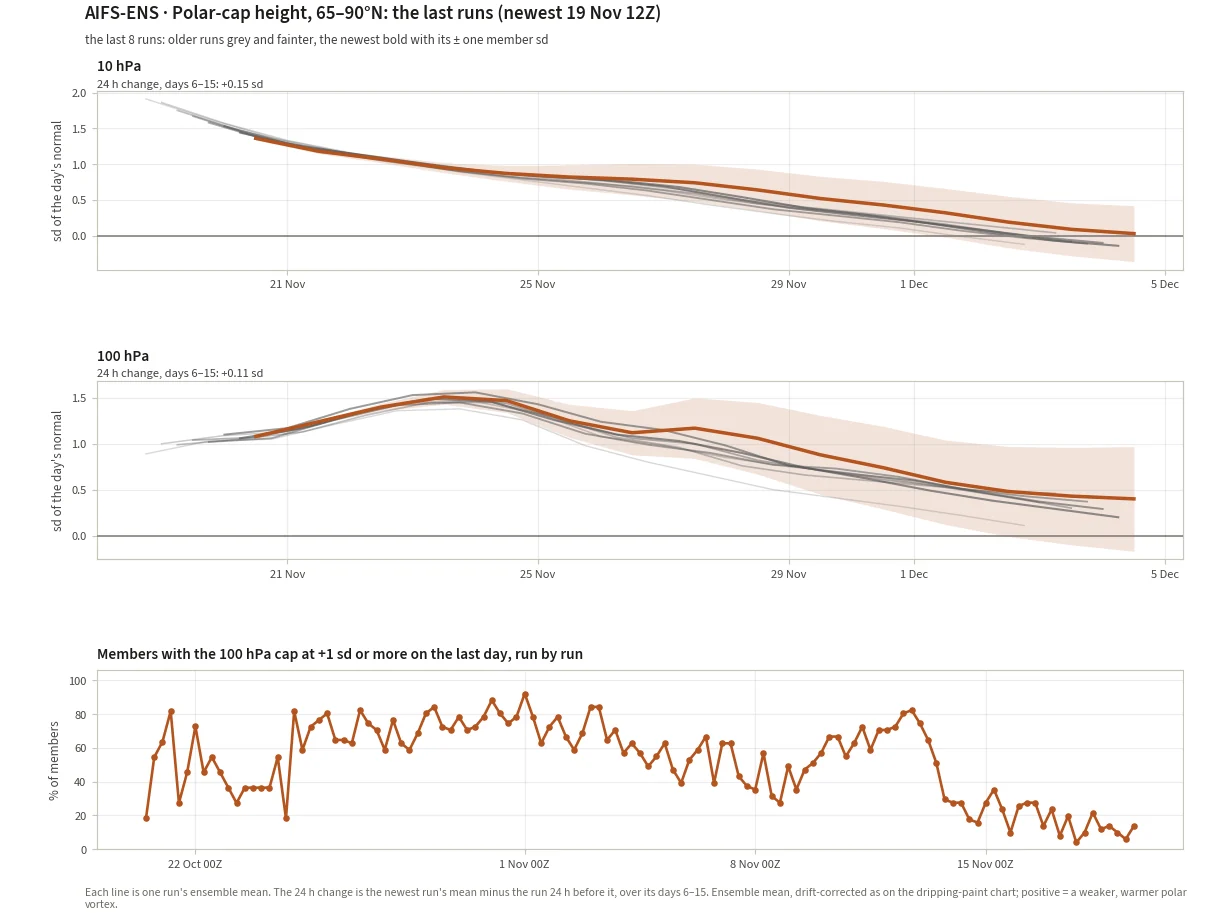 AIFS-ENS · Polar-cap height, 65–90°N: the last runs (newest 19 Nov 12Z)
the last 8 runs: older runs grey and fainter, the newest bold with its ± one member sd
10 hPa
24 h change, days 6–15: +0.15 sd
2.0
1.5
1.0
0.5
0.0
sd of the day's normal
21 Nov
25 Nov
29 Nov
1 Dec
5 Dec
100 hPa
24 h change, days 6–15: +0.11 sd
1.5
1.0
0.5
0.0
sd of the day's normal
21 Nov
25 Nov
29 Nov
1 Dec
5 Dec
Members with the 100 hPa cap at +1 sd or more on the last day, run by run
100
80
60
40
20
0
% of members
22 Oct 00Z
1 Nov 00Z
8 Nov 00Z
15 Nov 00Z
Each line is one run's ensemble mean. The 24 h change is the newest run's mean minus the run 24 h before it, over its days 6–15. Ensemble mean, drift-corrected as on the dripping-paint chart; positive = a weaker, warmer polar
vortex.